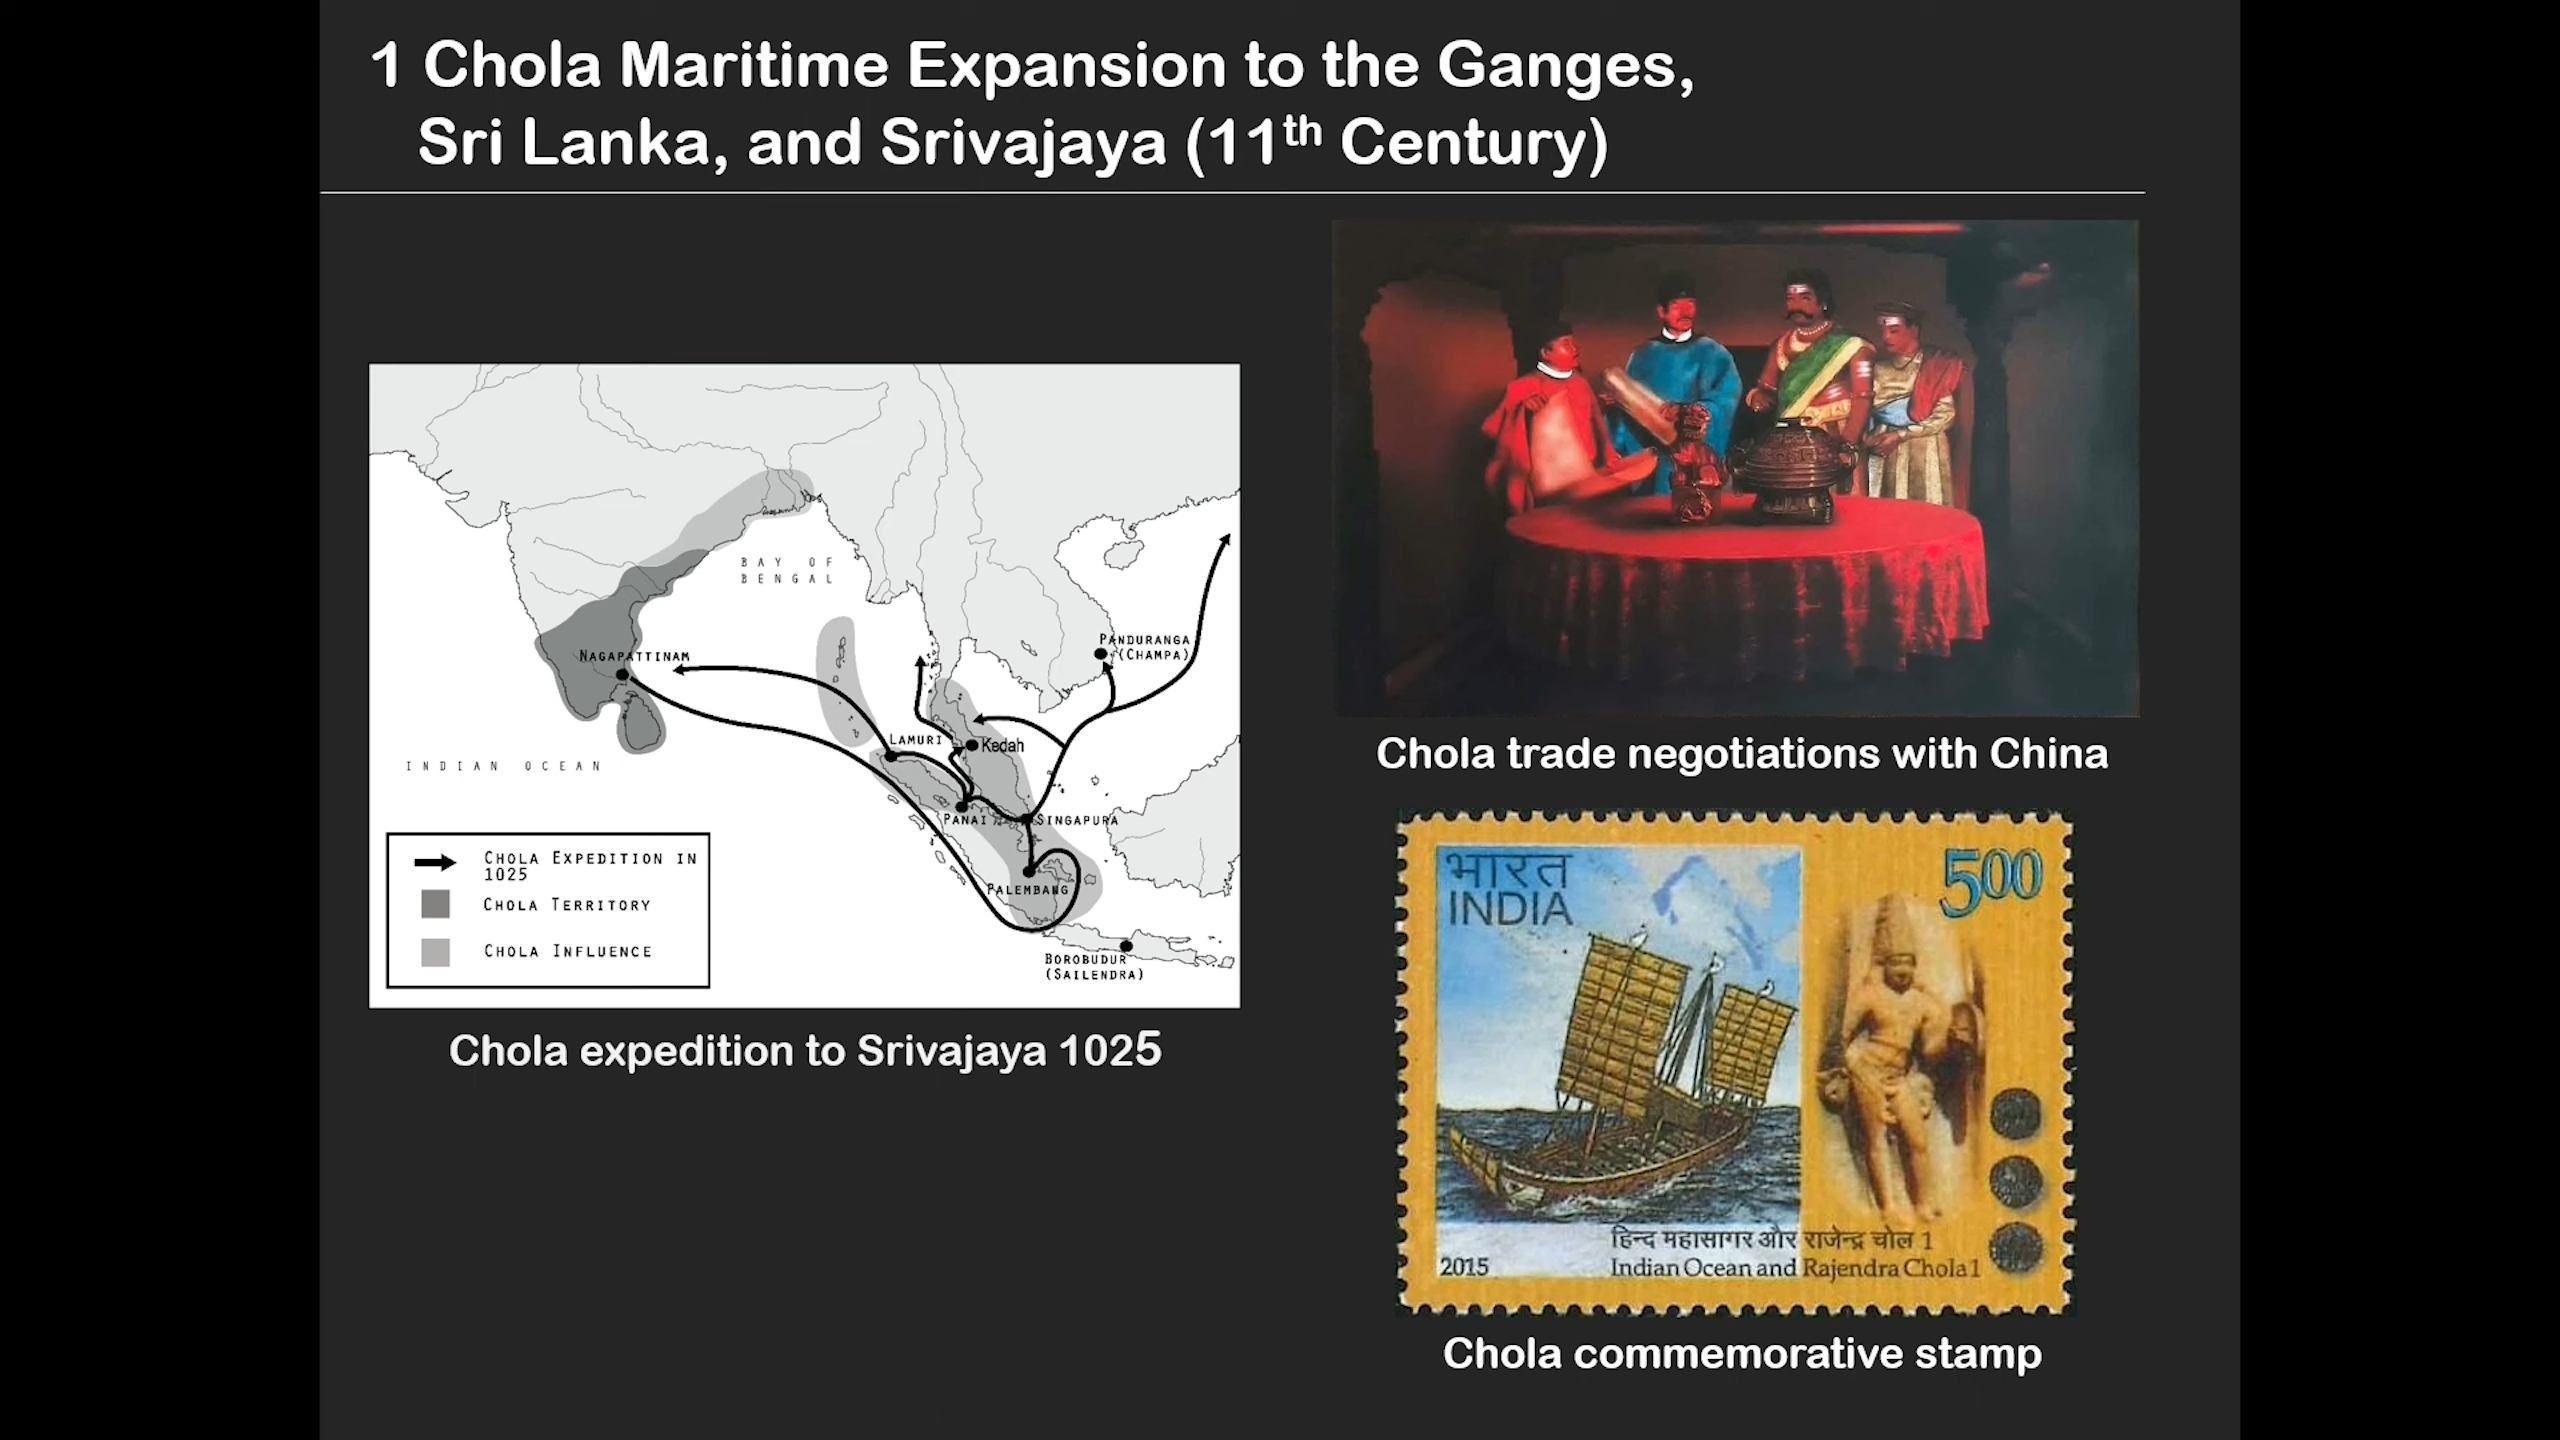 1 Chola Maritime Expansion to the Ganges,
Sri Lanka, and Srivajaya (11th Century)
BAY OF
BENGAL
NAGAPATTINAM
PANDURANGA
(CHAMPA)
LAMURI
Kedah
INDIAN OCEAN
PANAI
SINGAPURA
PALEMBANG
BOROBUDUR
(SAILENDRA)
CHOLA EXPEDITION IN
1025
CHOLA TERRITORY
CHOLA INFLUENCE
Chola expedition to Srivajaya 1025
Chola trade negotiations with China
भारत
INDIA
500
हिन्द महासागर और राजेन्द्र चोल 1
2015
Indian Ocean and Rajendra Chola 1
Chola commemorative stamp